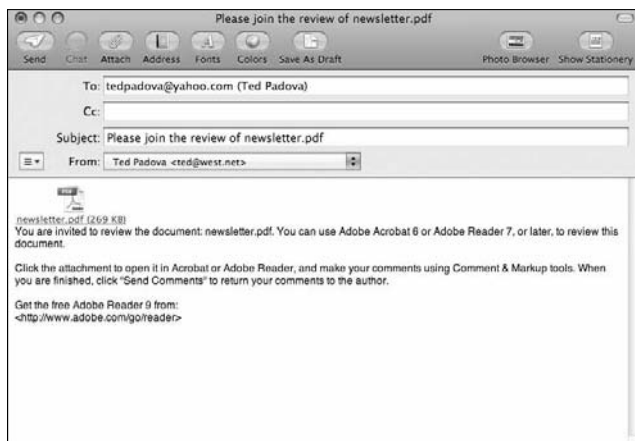 Please join the review of newsletter.pdf
Send Chat Attach Address Fonts Colors Save As Draft Photo Browser Show Stationery
To: tedpadova@yahoo.com (Ted Padova)
Cc:
Subject: Please join the review of newsletter.pdf
From: Ted Padova <ted@west.net>
PDF
newsletter.pdf (269 KB)
You are invited to review the document: newsletter.pdf. You can use Adobe Acrobat 6 or Adobe Reader 7, or later, to review this
document.
Click the attachment to open it in Acrobat or Adobe Reader, and make your comments using Comment & Markup tools. When
you are finished, click "Send Comments" to return your comments to the author.
Get the free Adobe Reader 9 from:
<http://www.adobe.com/go/reader>